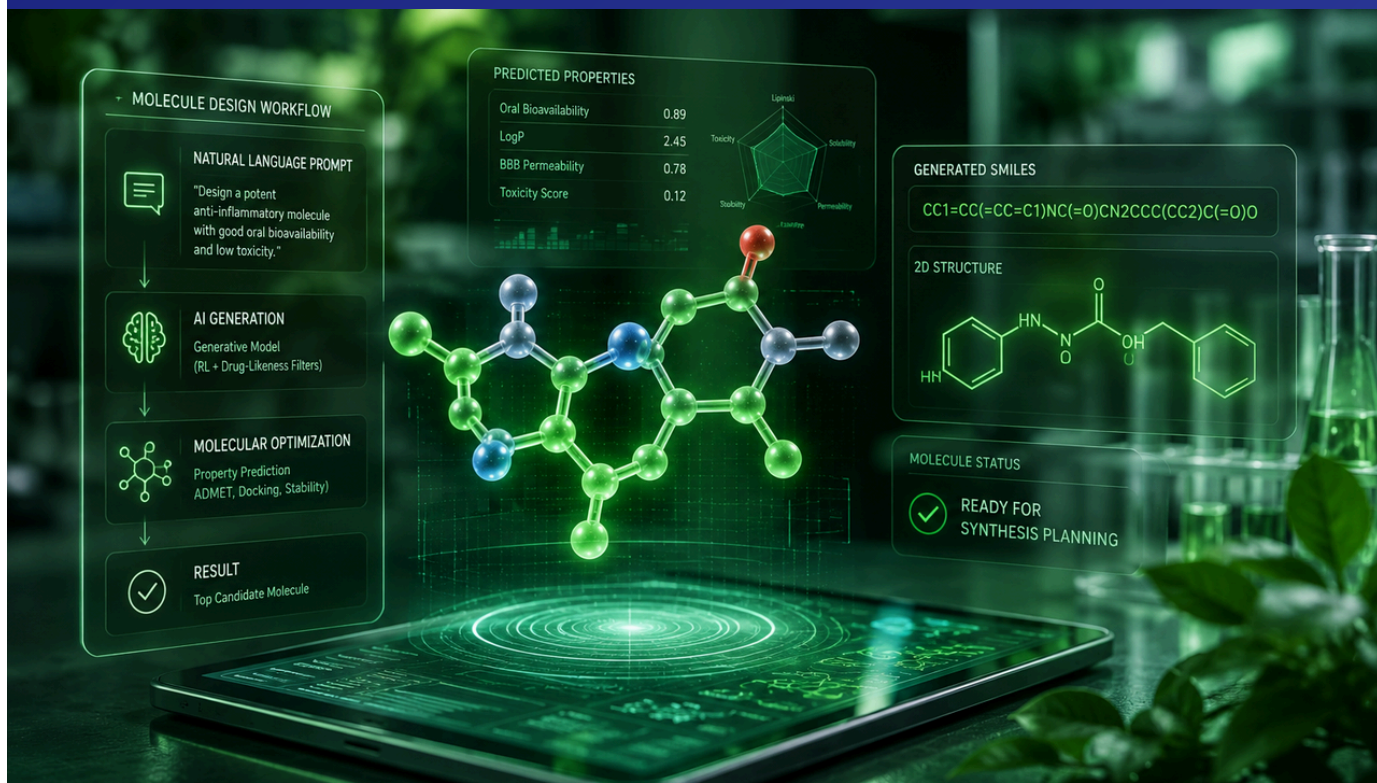 MOLECULE DESIGN WORKFLOW
NATURAL LANGUAGE PROMPT
"Design a potent
anti-inflammatory molecule
with good oral bioavailability
and low toxicity."
AI GENERATION
Generative Model
(RL + Drug-Likeness Filters)
MOLECULAR OPTIMIZATION
Property Prediction
ADMET, Docking, Stability)
RESULT
Top Candidate Molecule
PREDICTED PROPERTIES
Oral Bioavailability 0.89
LogP 2.45
BBB Permeability 0.78
Toxicity Score 0.12
Lipinski
Toxicity
Solubility
Stability
Permeability
GENERATED SMILES
CC1=CC(=CC=C1)NC(=O)CN2CCC(CC2)C(=O)O
2D STRUCTURE
O
HN
N
O
OH
HH
MOLECULE STATUS
READY FOR
SYNTHESIS PLANNING